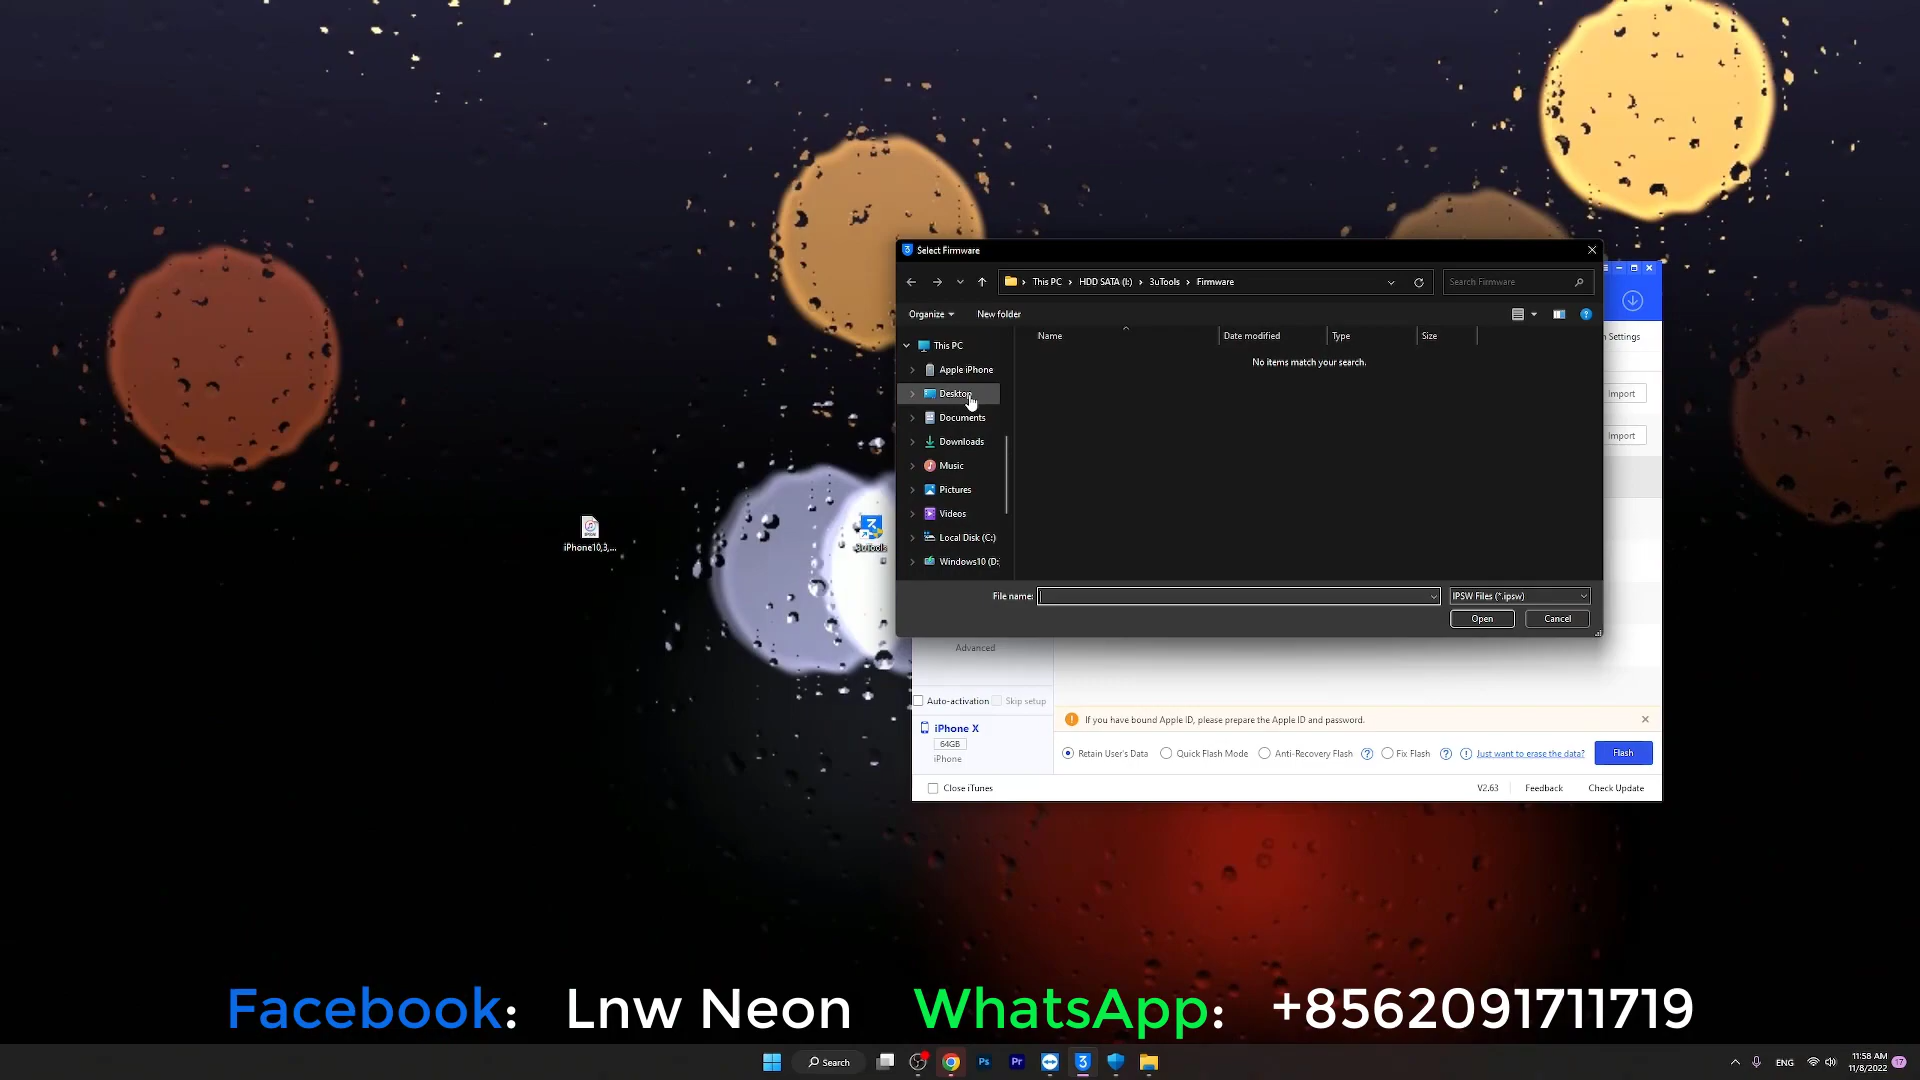 Select Firmware
This PC
HDD SATA (I:)
3uTools
Firmware
Search Firmware
Organize
New folder
Name
Date modified
Type
Size
No items match your search.
This PC
Apple iPhone
Desktop
Documents
Downloads
Music
Pictures
Videos
Local Disk (C:)
Windows10 (D:
File name:
IPSW Files (*.ipsw)
Open
Cancel
Settings
Import
Import
iPhone10,3,...
3uTools
Advanced
Auto-activation
Skip setup
iPhone X
64GB
iPhone
If you have bound Apple ID, please prepare the Apple ID and password.
Retain User's Data
Quick Flash Mode
Anti-Recovery Flash
Fix Flash
Just want to erase the data?
Flash
Close iTunes
V2.63
Feedback
Check Update
Facebook: Lnw Neon WhatsApp: +8562091711719
Search
Ps
Pr
ENG
11:58 AM
11/8/2022
17